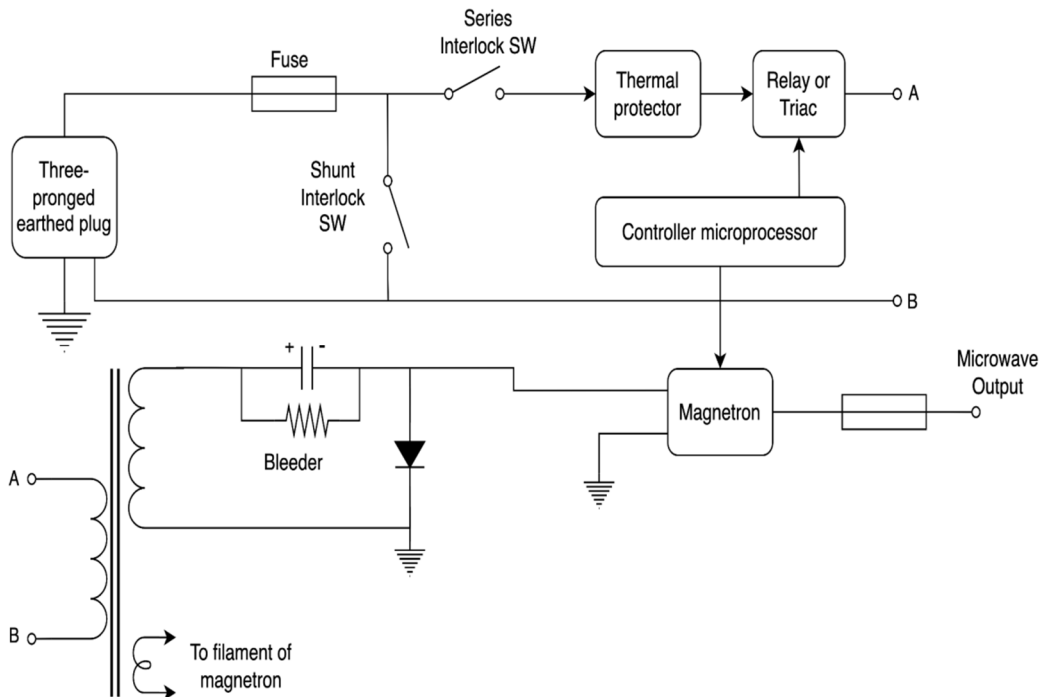 Series
Interlock SW
Fuse
Thermal
protector
Relay or
Triac
A
Three-
pronged
earthed plug
Shunt
Interlock
SW
Controller microprocessor
B
+ -
Microwave
Output
Magnetron
Bleeder
A
B
To filament of
magnetron